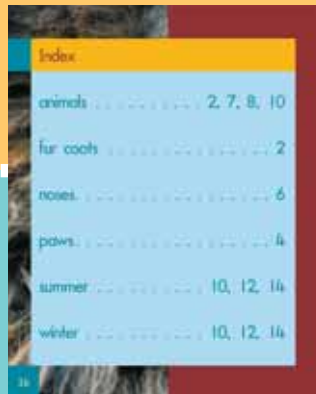 Index
animals . . . . . . . . . . 2, 7, 8, 10
fur coats . . . . . . . . . . . . . . . 2
noses. . . . . . . . . . . . . . . . . . 6
paws. . . . . . . . . . . . . . . . . . 4
summer . . . . . . . . . 10, 12, 14
winter . . . . . . . . . . 10, 12, 14